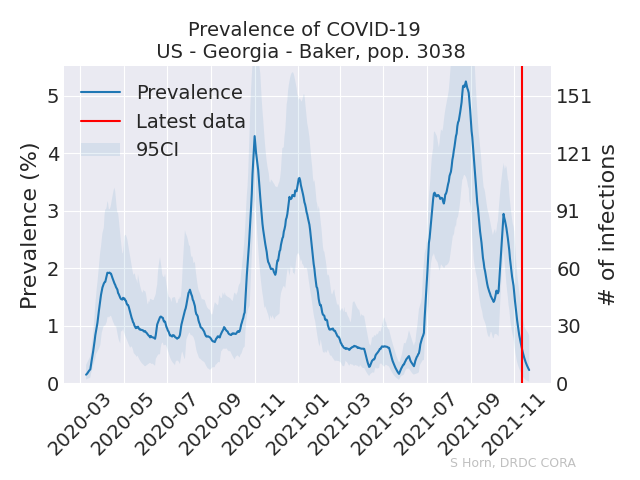 Prevalence of COVID-19
US - Georgia - Baker, pop. 3038
Prevalence
Latest data
95CI
Prevalence (%)
5
4
3
2
1
0
151
121
91
60
30
0
# of infections
2020-03
2020-05
2020-07
2020-09
2020-11
2021-01
2021-03
2021-05
2021-07
2021-09
2021-11
S Horn, DRDC CORA